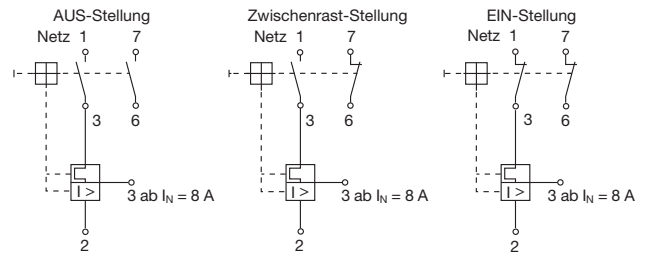 AUS-Stellung
Netz 1 7
3 6
I >
3 ab I_N = 8 A
2
Zwischenrast-Stellung
Netz 1 7
3 6
I >
3 ab I_N = 8 A
2
EIN-Stellung
Netz 1 7
3 6
I >
3 ab I_N = 8 A
2